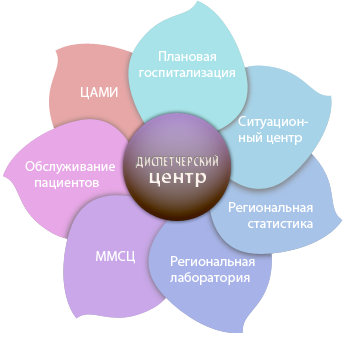 Плановая
госпитализация
Ситуацион-
ный центр
Региональная
статистика
Региональная
лаборатория
ММСЦ
Обслуживание
пациентов
ЦАМИ
ДИСПЕТЧЕРСКИЙ
центр